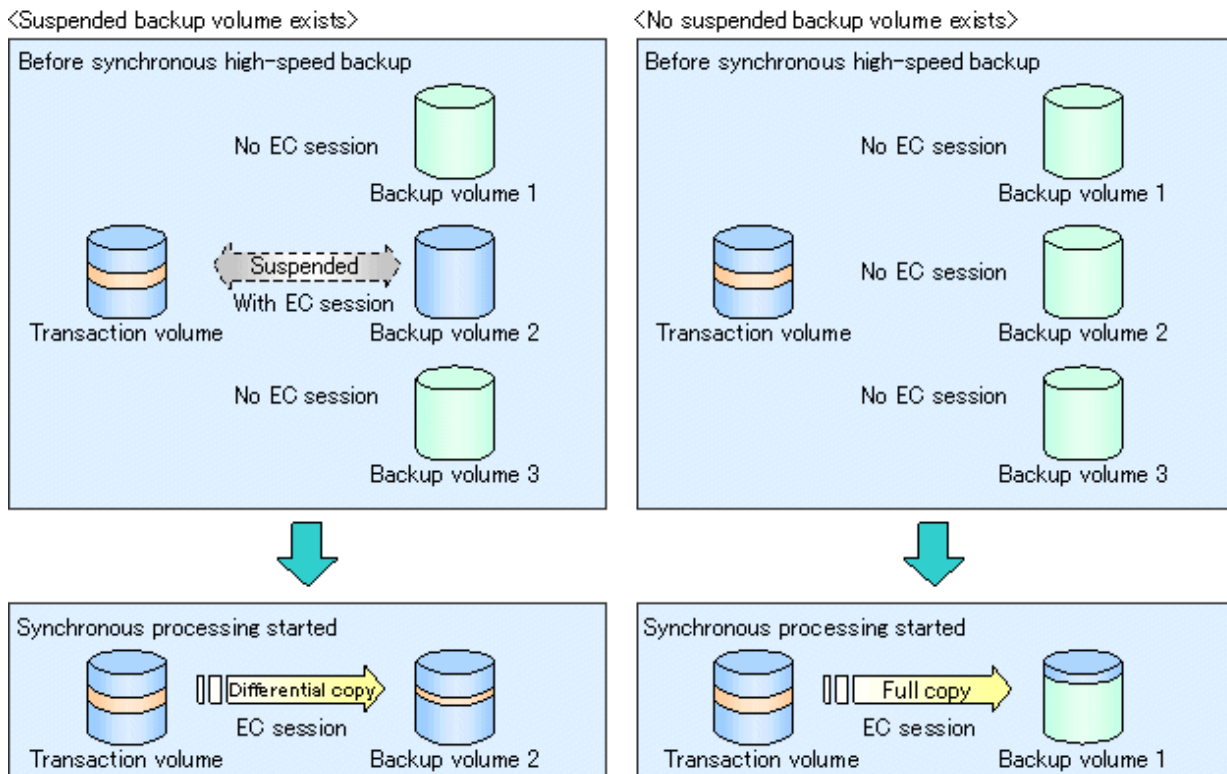 <Suspended backup volume exists>
Before synchronous high-speed backup
No EC session
Backup volume 1
Suspended
With EC session
Transaction volume
Backup volume 2
No EC session
Backup volume 3
Synchronous processing started
Differential copy
EC session
Transaction volume
Backup volume 2
<No suspended backup volume exists>
Before synchronous high-speed backup
No EC session
Backup volume 1
No EC session
Transaction volume
Backup volume 2
No EC session
Backup volume 3
Synchronous processing started
Full copy
EC session
Transaction volume
Backup volume 1